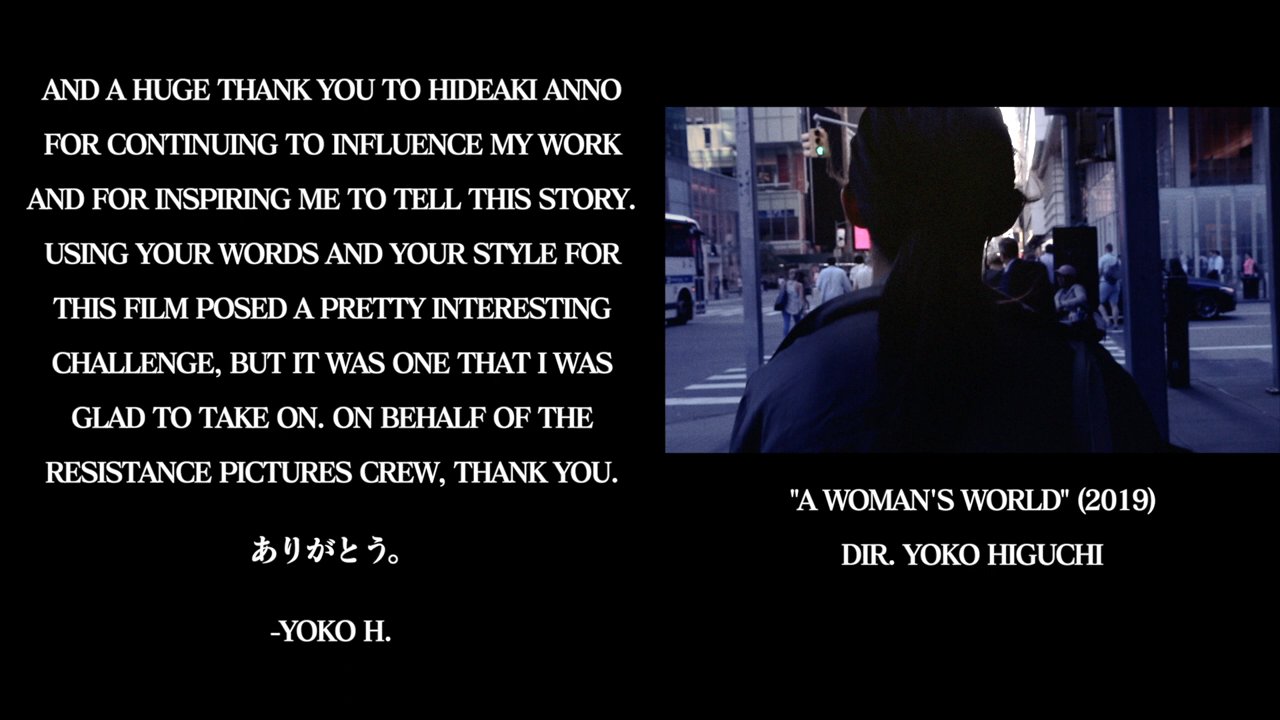 AND A HUGE THANK YOU TO HIDEAKI ANNO
FOR CONTINUING TO INFLUENCE MY WORK
AND FOR INSPIRING ME TO TELL THIS STORY.
USING YOUR WORDS AND YOUR STYLE FOR
THIS FILM POSED A PRETTY INTERESTING
CHALLENGE, BUT IT WAS ONE THAT I WAS
GLAD TO TAKE ON. ON BEHALF OF THE
RESISTANCE PICTURES CREW, THANK YOU.
ありがとう。
-YOKO H.
"A WOMAN'S WORLD" (2019)
DIR. YOKO HIGUCHI